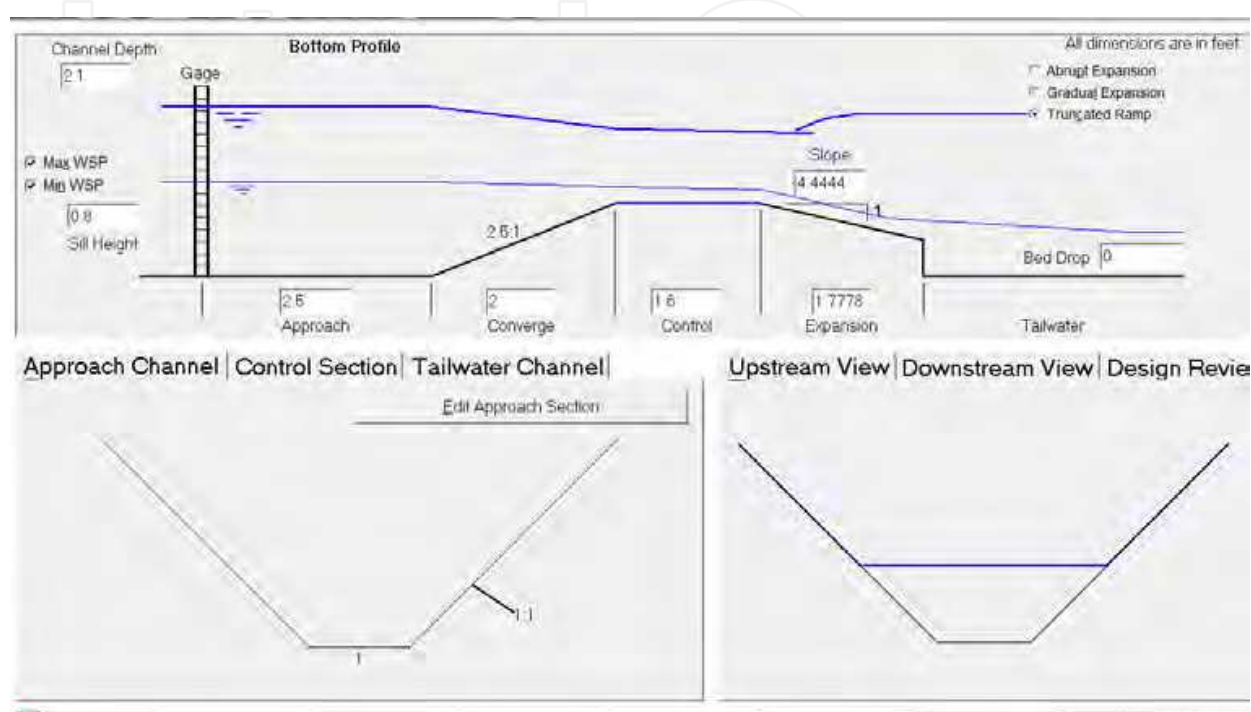 Channel Depth
Bottom Profile
All dimensions are in feet
2.1
Gage
Abrupt Expansion
Gradual Expansion
Truncated Ramp
Max WSP
Min WSP
Slope
4.4444
0.8
1
Sill Height
2.5:1
Bed Drop 0
2.5
2
1.6
1.7778
Approach
Converge
Control
Expansion
Tailwater
Approach Channel | Control Section | Tailwater Channel |
Upstream View | Downstream View | Design Revie
Edit Approach Section
1:1
1